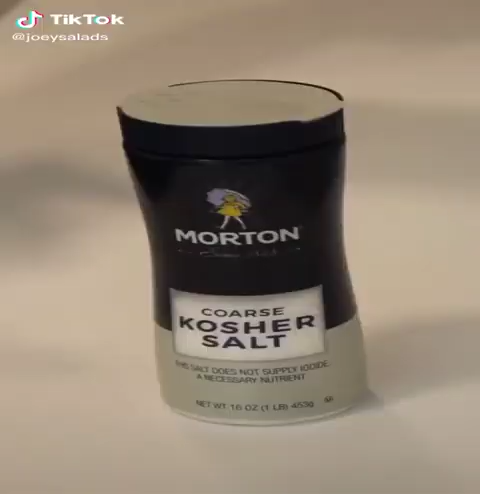 TikTok
@joeysalads
MORTON
COARSE
KOSHER
SALT
THIS SALT DOES NOT SUPPLY IODIDE,
A NECESSARY NUTRIENT
NET WT 16 OZ (1 LB) 453g